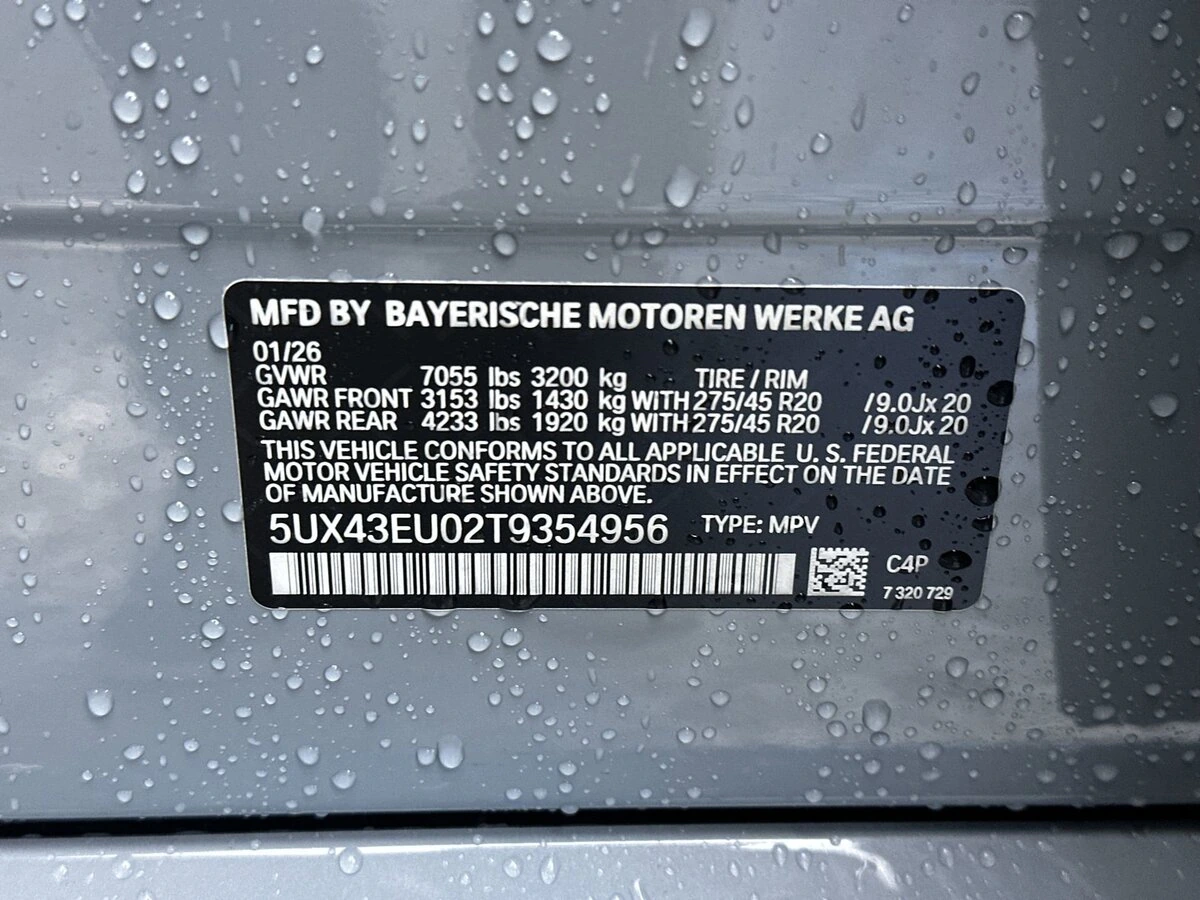 MFD BY BAYERISCHE MOTOREN WERKE AG
01/26
GVWR 7055 lbs 3200 kg TIRE / RIM
GAWR FRONT 3153 lbs 1430 kg WITH 275/45 R20 /9.0Jx 20
GAWR REAR 4233 lbs 1920 kg WITH 275/45 R20 /9.0Jx 20
THIS VEHICLE CONFORMS TO ALL APPLICABLE U. S. FEDERAL
MOTOR VEHICLE SAFETY STANDARDS IN EFFECT ON THE DATE
OF MANUFACTURE SHOWN ABOVE.
5UX43EU02T9354956 TYPE: MPV
C4P
7 320 729